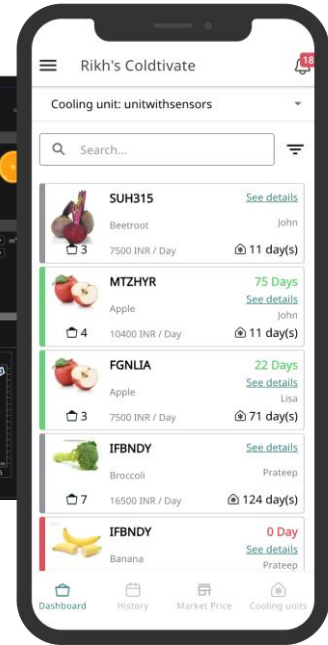 Rikh's Coldtivate
18
Cooling unit: unitwithsensors
Search...
SUH315 See details
Beetroot John
3 7500 INR / Day 11 day(s)
MTZHYR 75 Days
See details
Apple John
4 10400 INR / Day 11 day(s)
FGNLIA 22 Days
See details
Apple Lisa
3 7500 INR / Day 71 day(s)
IFBNDY See details
Broccoli Prateep
7 16500 INR / Day 124 day(s)
IFBNDY 0 Day
See details
Banana Prateep
Dashboard History Market Price Cooling units